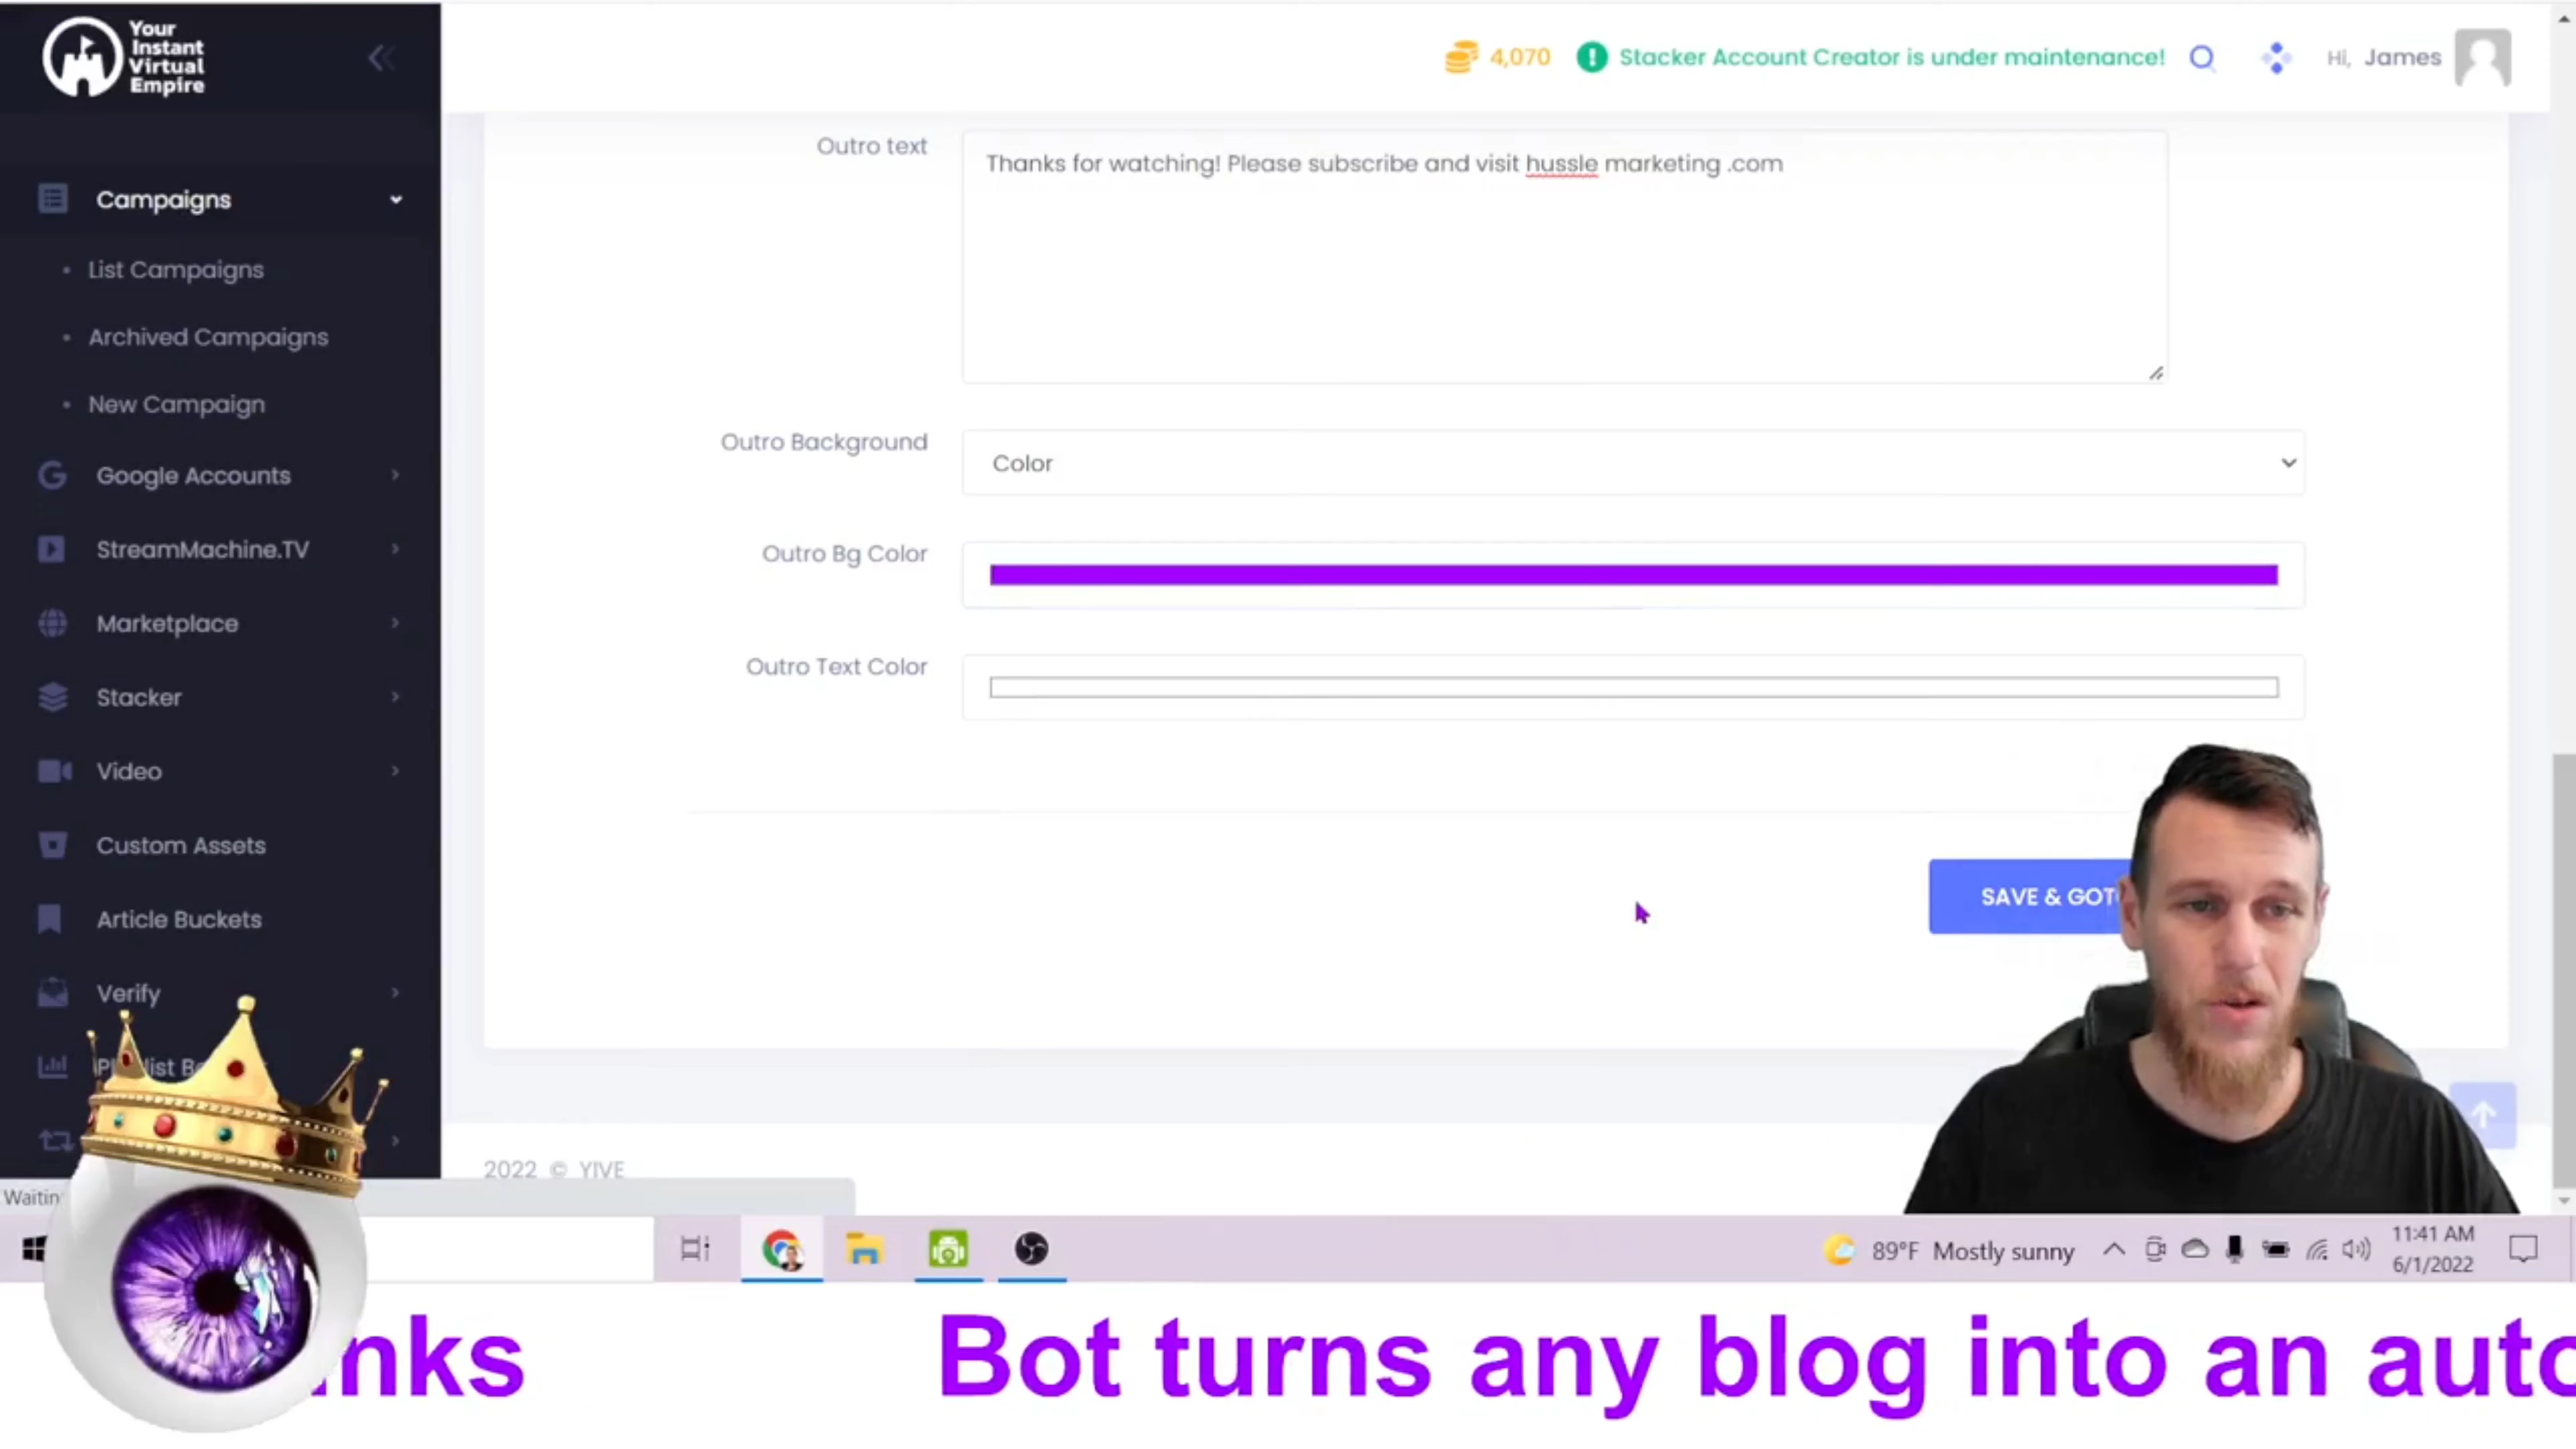 Your
Instant
Virtual
Empire
4,070
Stacker Account Creator is under maintenance!
Hi, James
Campaigns
List Campaigns
Archived Campaigns
New Campaign
Google Accounts
StreamMachine.TV
Marketplace
Stacker
Video
Custom Assets
Article Buckets
Verify
Outro text
Thanks for watching! Please subscribe and visit hussle marketing .com
Outro Background
Color
Outro Bg Color
Outro Text Color
SAVE & GOT
2022 © YIVE
89°F Mostly sunny
11:41 AM
6/1/2022
Bot turns any blog into an auto